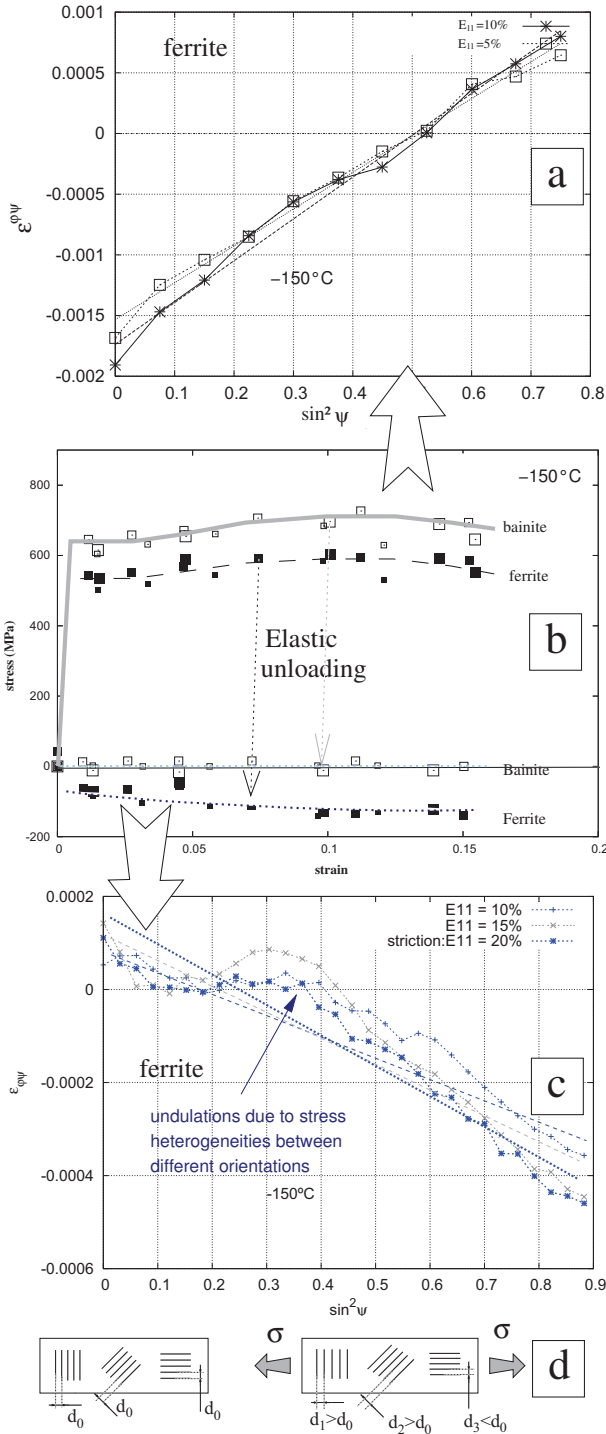 a
ferrite
E11=10%
E11=5%
0.001
0.0005
0
-0.0005
-0.001
-0.0015
-0.002
εφψ
−150°C
0 0.1 0.2 0.3 0.4 0.5 0.6 0.7 0.8
sin² ψ
b
−150°C
800
600
400
200
0
-200
stress (MPa)
bainite
ferrite
Elastic
unloading
Bainite
Ferrite
0 0.05 0.1 0.15 0.2
strain
c
0.0002
0
-0.0002
-0.0004
-0.0006
εφψ
E11 = 10%
E11 = 15%
striction:E11 = 20%
ferrite
undulations due to stress
heterogeneities between
different orientations
-150ºC
0 0.1 0.2 0.3 0.4 0.5 0.6 0.7 0.8 0.9
sin²ψ
d
σ
σ
d0
d0
d0
d1>d0
d2>d0
d3<d0